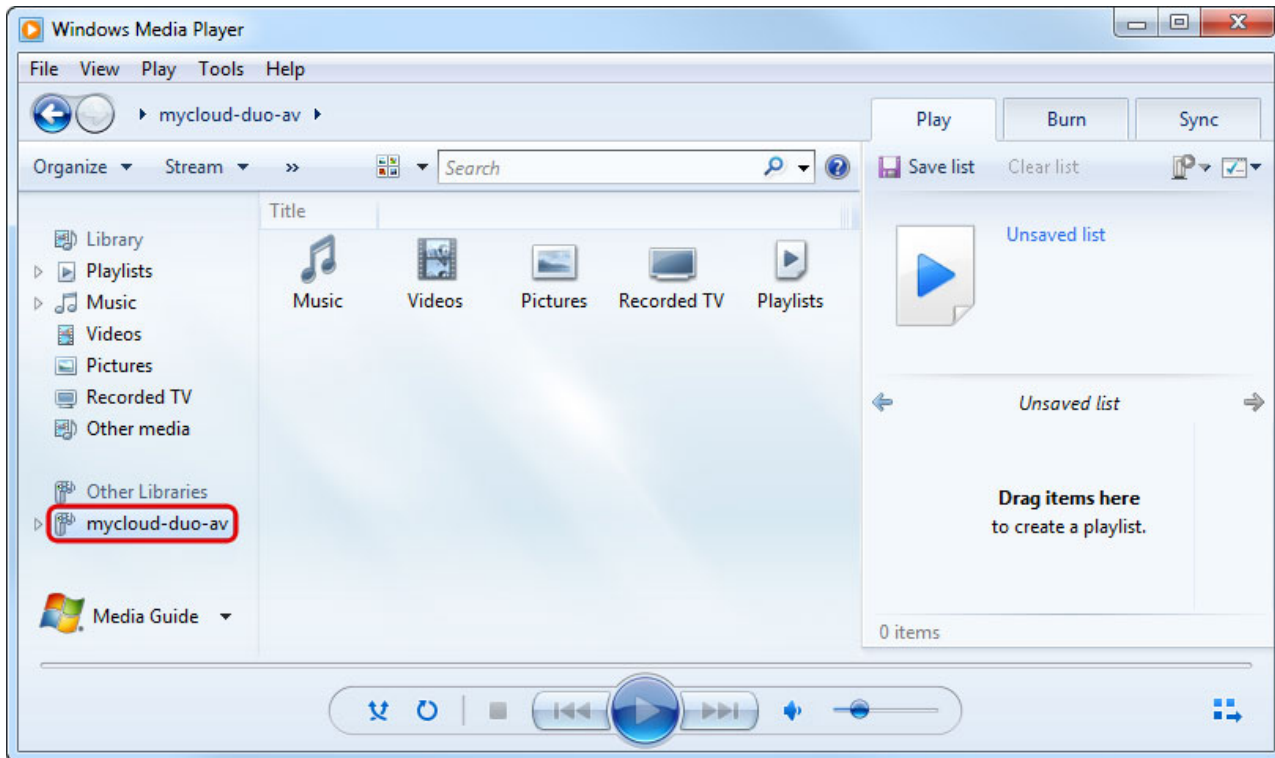 Windows Media Player
File View Play Tools Help
mycloud-duo-av
Play Burn Sync
Organize Stream » Search
Save list Clear list
Title
Library
Playlists
Music
Videos
Pictures
Recorded TV
Other media
Other Libraries
mycloud-duo-av
Media Guide
Music Videos Pictures Recorded TV Playlists
Unsaved list
Unsaved list
Drag items here
to create a playlist.
0 items